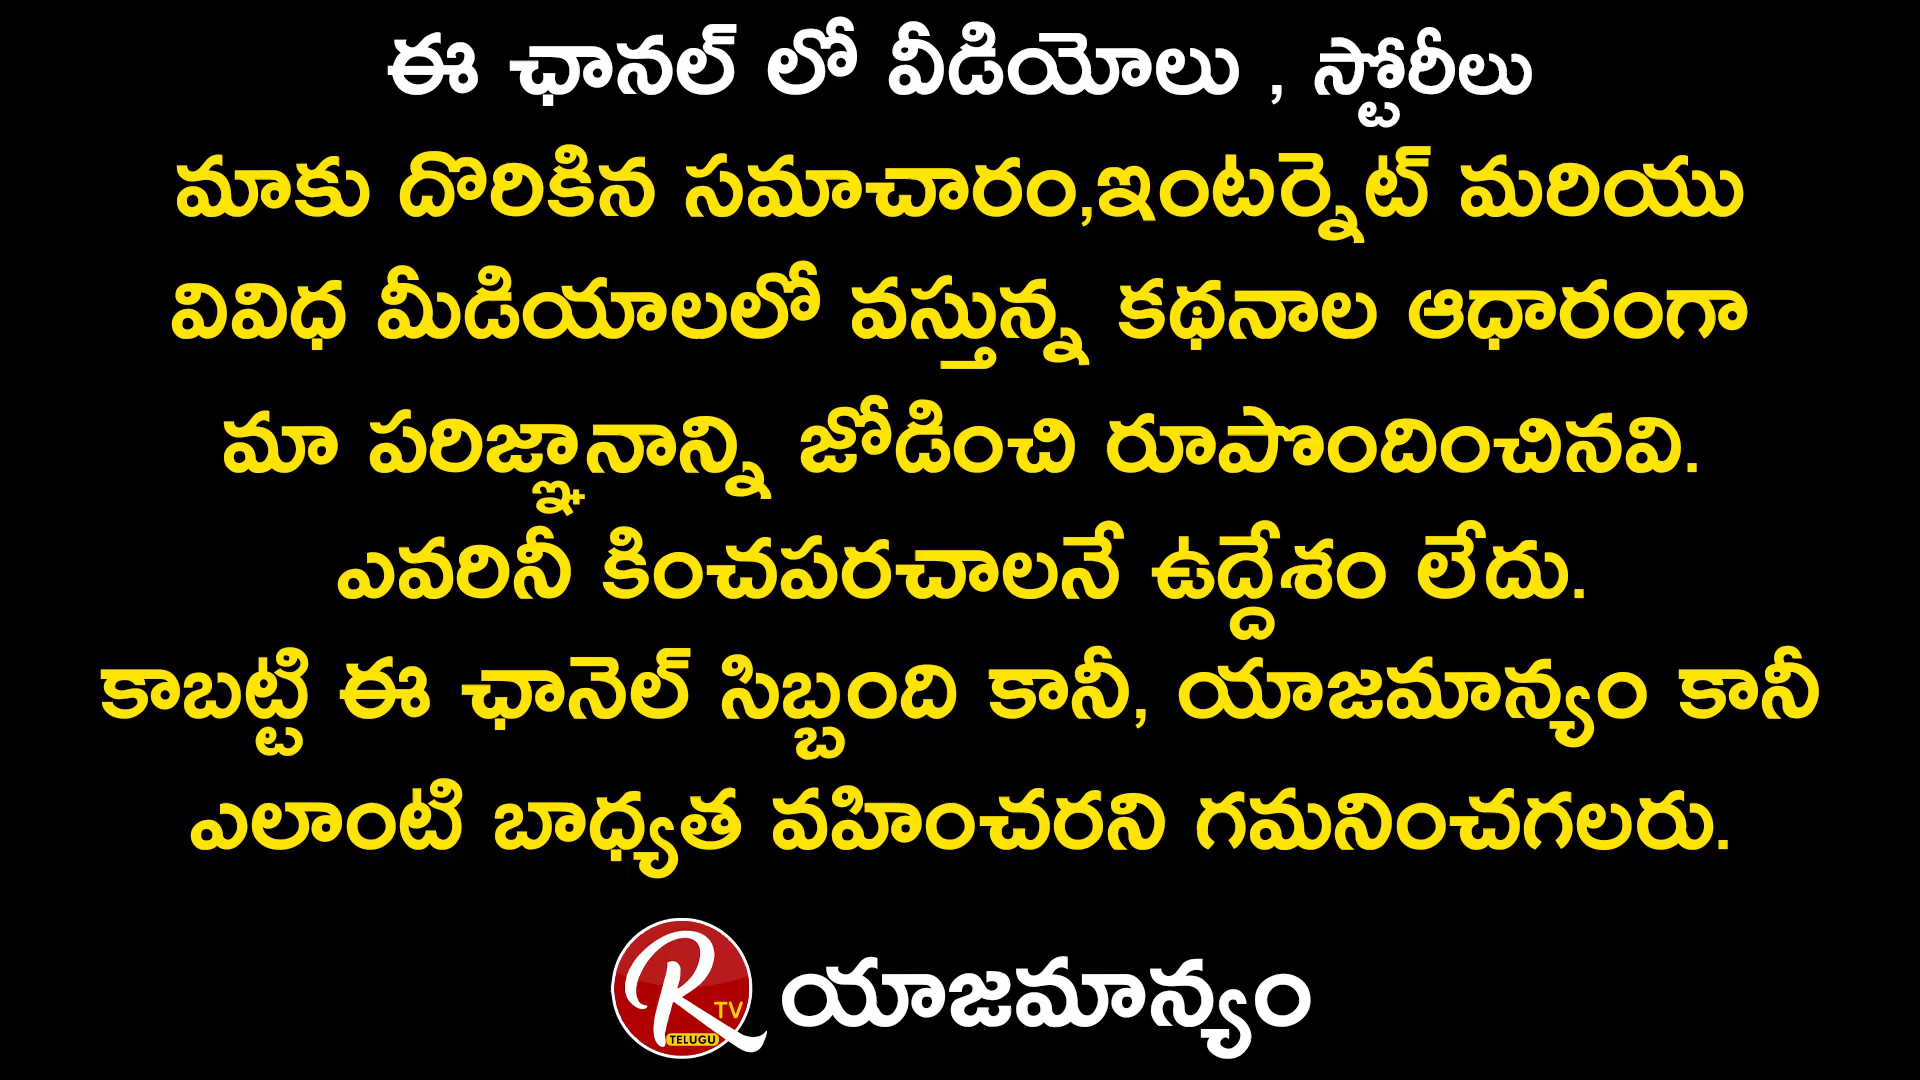 ఈ ఛానల్ లో వీడియోలు , స్టోరీలు
మాకు దొరికిన సమాచారం,ఇంటర్నెట్ మరియు
వివిధ మీడియాలలో వస్తున్న కథనాల ఆధారంగా
మా పరిజ్ఞానాన్ని జోడించి రూపొందించినవి.
ఎవరినీ కించపరచాలనే ఉద్దేశం లేదు.
కాబట్టి ఈ ఛానెల్ సిబ్బంది కానీ, యాజమాన్యం కానీ
ఎలాంటి బాధ్యత వహించరని గమనించగలరు.
R TV TELUGU యాజమాన్యం